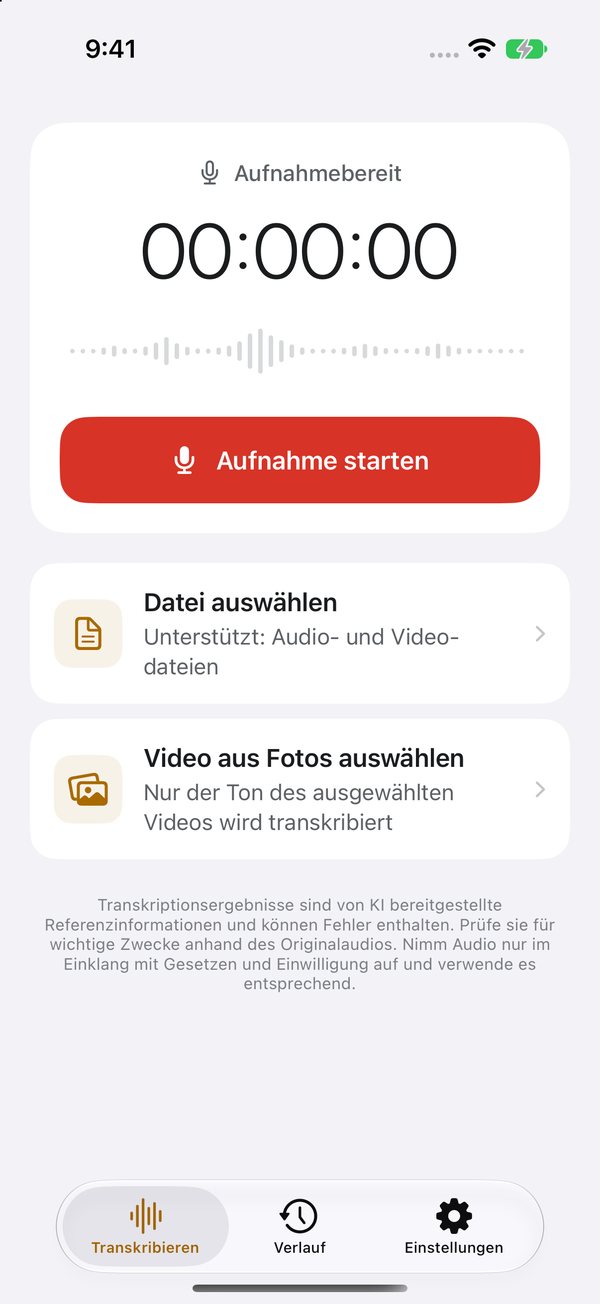 9:41
Aufnahmebereit
00:00:00
Aufnahme starten
Datei auswählen
Unterstützt: Audio- und Video-
dateien
Video aus Fotos auswählen
Nur der Ton des ausgewählten
Videos wird transkribiert
Transkriptionsergebnisse sind von KI bereitgestellte
Referenzinformationen und können Fehler enthalten. Prüfe sie für
wichtige Zwecke anhand des Originalaudios. Nimm Audio nur im
Einklang mit Gesetzen und Einwilligung auf und verwende es
entsprechend.
Transkribieren
Verlauf
Einstellungen